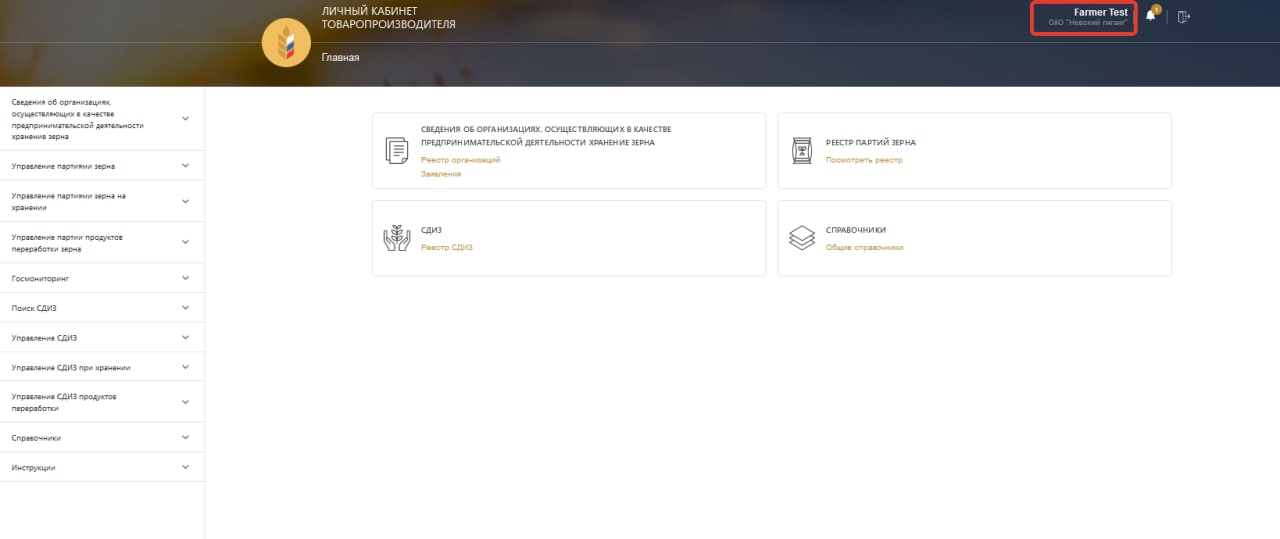 ЛИЧНЫЙ КАБИНЕТ
ТОВАРОПРОИЗВОДИТЕЛЯ
Farmer Test
ОАО "Невский гигант"
1
Главная
Сведения об организациях,
осуществляющих в качестве
предпринимательской деятельности
хранение зерна
Управление партиями зерна
Управление партиями зерна на
хранении
Управление партии продуктов
переработки зерна
Госмониторинг
Поиск СДИЗ
Управление СДИЗ
Управление СДИЗ при хранении
Управление СДИЗ продуктов
переработки
Справочники
Инструкции
СВЕДЕНИЯ ОБ ОРГАНИЗАЦИЯХ, ОСУЩЕСТВЛЯЮЩИХ В КАЧЕСТВЕ
ПРЕДПРИНИМАТЕЛЬСКОЙ ДЕЯТЕЛЬНОСТИ ХРАНЕНИЕ ЗЕРНА
Реестр организаций
Заявления
РЕЕСТР ПАРТИЙ ЗЕРНА
Посмотреть реестр
СДИЗ
Реестр СДИЗ
СПРАВОЧНИКИ
Общие справочники